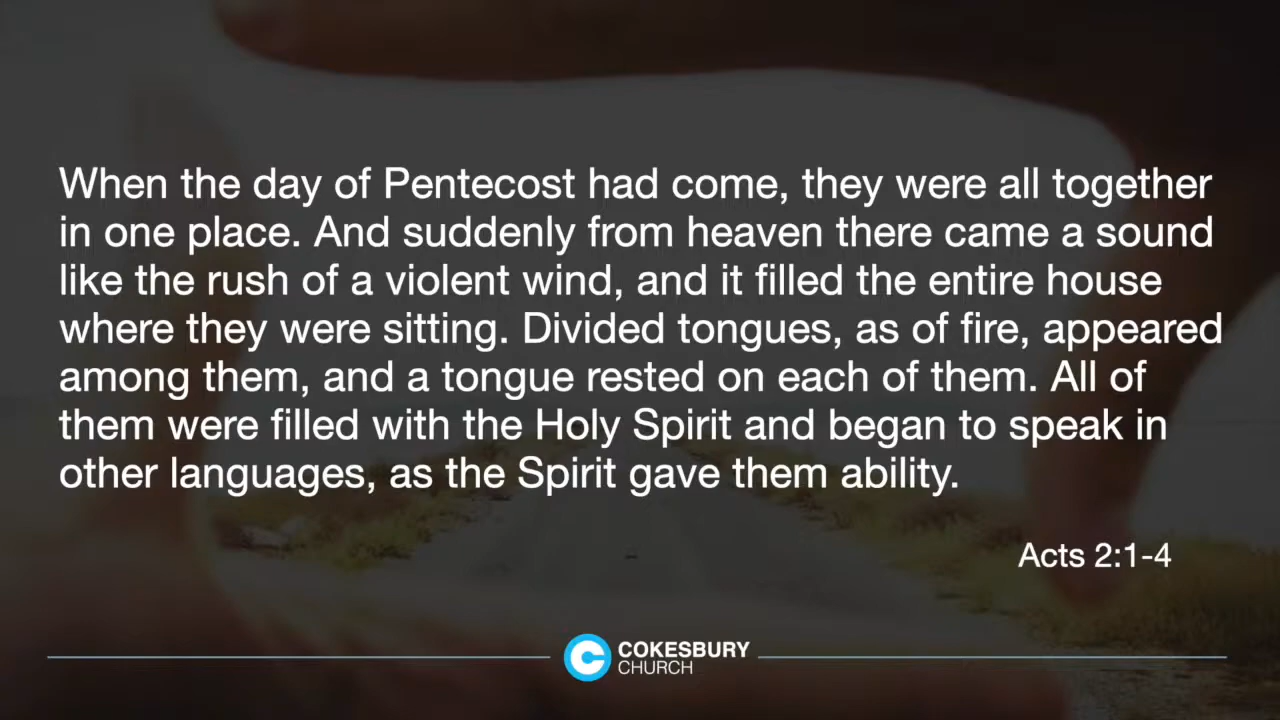 When the day of Pentecost had come, they were all together
in one place. And suddenly from heaven there came a sound
like the rush of a violent wind, and it filled the entire house
where they were sitting. Divided tongues, as of fire, appeared
among them, and a tongue rested on each of them. All of
them were filled with the Holy Spirit and began to speak in
other languages, as the Spirit gave them ability.
Acts 2:1-4
COKESBURY
CHURCH